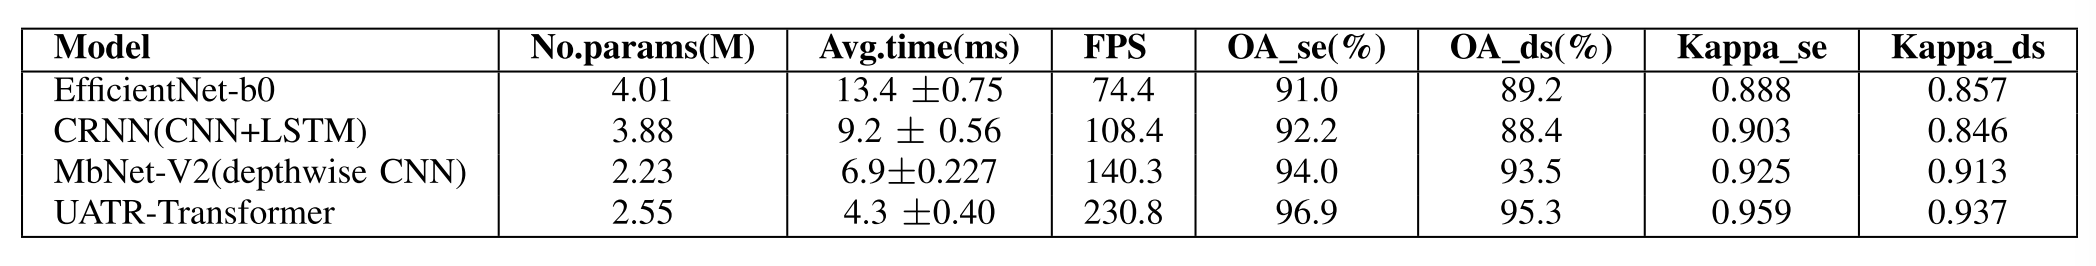 Model No.params(M) Avg.time(ms) FPS OA_se(%) OA_ds(%) Kappa_se Kappa_ds
EfficientNet-b0 4.01 13.4 ±0.75 74.4 91.0 89.2 0.888 0.857
CRNN(CNN+LSTM) 3.88 9.2 ± 0.56 108.4 92.2 88.4 0.903 0.846
MbNet-V2(depthwise CNN) 2.23 6.9±0.227 140.3 94.0 93.5 0.925 0.913
UATR-Transformer 2.55 4.3 ±0.40 230.8 96.9 95.3 0.959 0.937